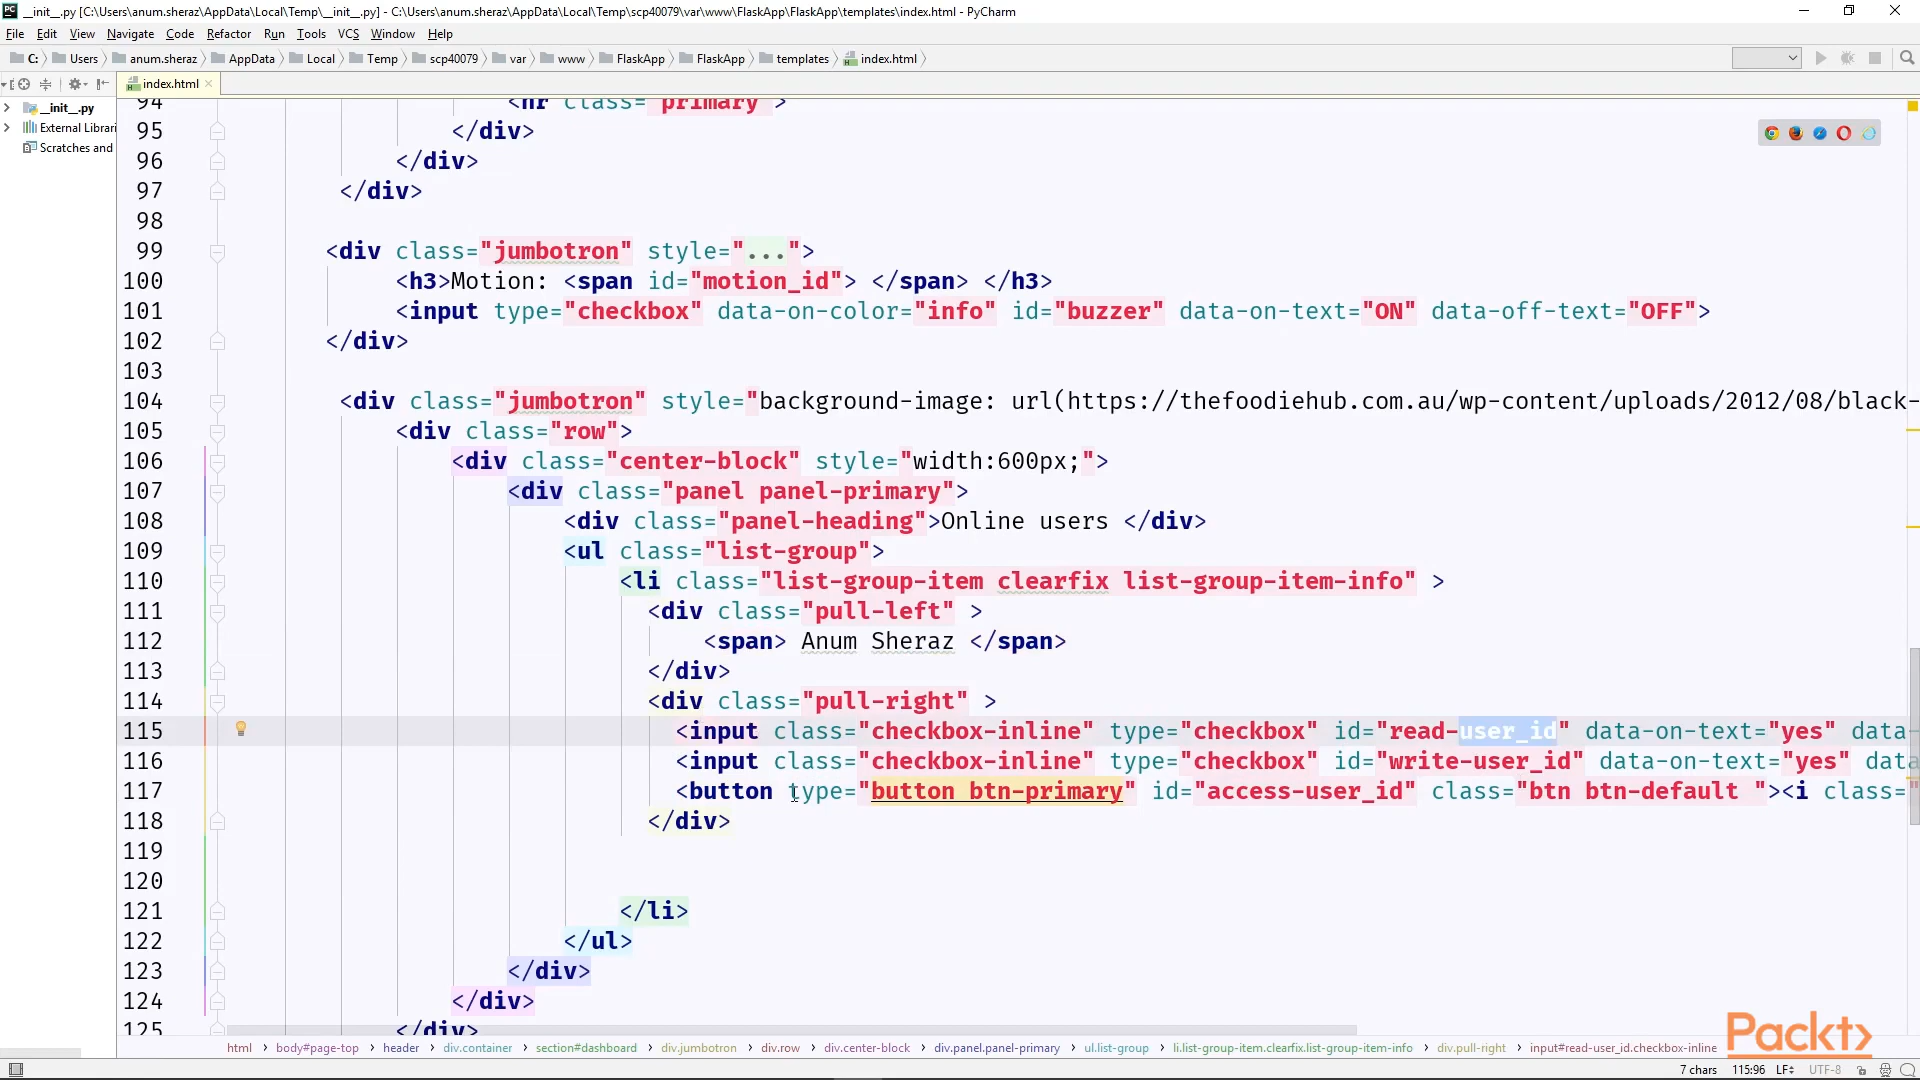 __init__.py [C:\Users\anum.sheraz\AppData\Local\Temp\__init__.py] - C:\Users\anum.sheraz\AppData\Local\Temp\scp40079\var\www\FlaskApp\FlaskApp\templates\index.html - PyCharm
File Edit View Navigate Code Refactor Run Tools VCS Window Help
C: Users anum.sheraz AppData Local Temp scp40079 var www FlaskApp FlaskApp templates index.html
index.html
__init__.py
External Librari
Scratches and
94 <hr class="primary">
95 </div>
96 </div>
97 </div>
98
99 <div class="jumbotron" style="...">
100 <h3>Motion: <span id="motion_id"> </span> </h3>
101 <input type="checkbox" data-on-color="info" id="buzzer" data-on-text="ON" data-off-text="OFF">
102 </div>
103
104 <div class="jumbotron" style="background-image: url(https://thefoodiehub.com.au/wp-content/uploads/2012/08/black-
105 <div class="row">
106 <div class="center-block" style="width:600px;">
107 <div class="panel panel-primary">
108 <div class="panel-heading">Online users </div>
109 <ul class="list-group">
110 <li class="list-group-item clearfix list-group-item-info" >
111 <div class="pull-left" >
112 <span> Anum Sheraz </span>
113 </div>
114 <div class="pull-right" >
115 <input class="checkbox-inline" type="checkbox" id="read-user_id" data-on-text="yes" data-
116 <input class="checkbox-inline" type="checkbox" id="write-user_id" data-on-text="yes" data
117 <button type="button btn-primary" id="access-user_id" class="btn btn-default "><i class="
118 </div>
119
120
121 </li>
122 </ul>
123 </div>
124 </div>
125 </div>
html body#page-top header div.container section#dashboard div.jumbotron div.row div.center-block div.panel.panel-primary ul.list-group li.list-group-item.clearfix.list-group-item-info div.pull-right input#read-user_id.checkbox-inline
Packt>
7 chars 115:96 LF UTF-8